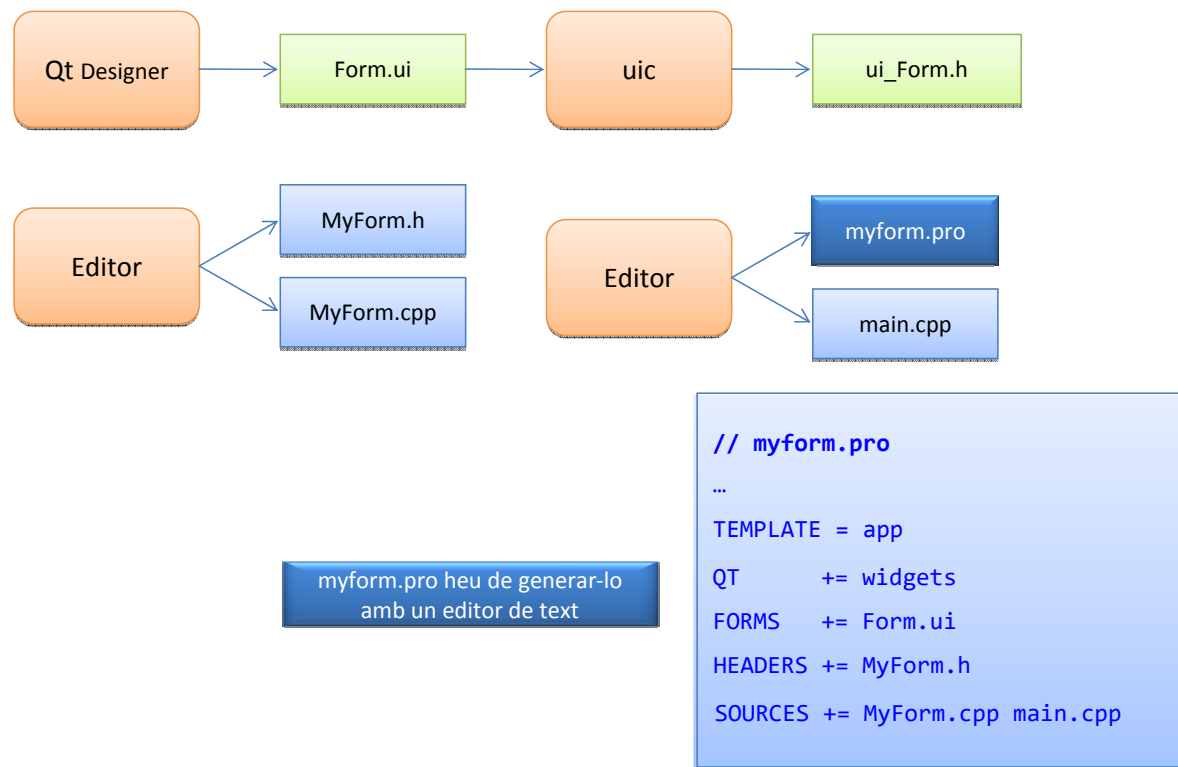 Qt Designer
Form.ui
uic
ui_Form.h
Editor
MyForm.h
MyForm.cpp
Editor
myform.pro
main.cpp
// myform.pro
…
TEMPLATE = app
QT      += widgets
FORMS   += Form.ui
HEADERS += MyForm.h
SOURCES += MyForm.cpp main.cpp
myform.pro heu de generar-lo
amb un editor de text